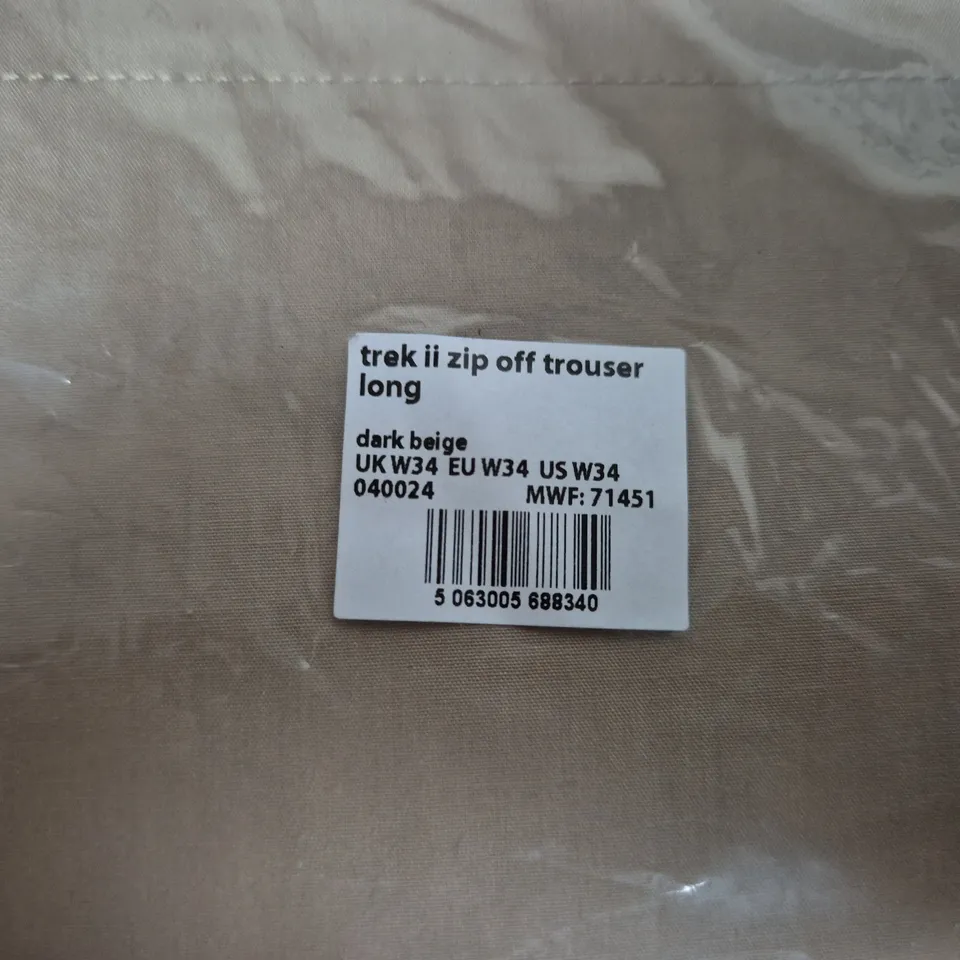 trek ii zip off trouser
long
dark beige
UK W34 EU W34 US W34
040024 MWF: 71451
5 063005 688340